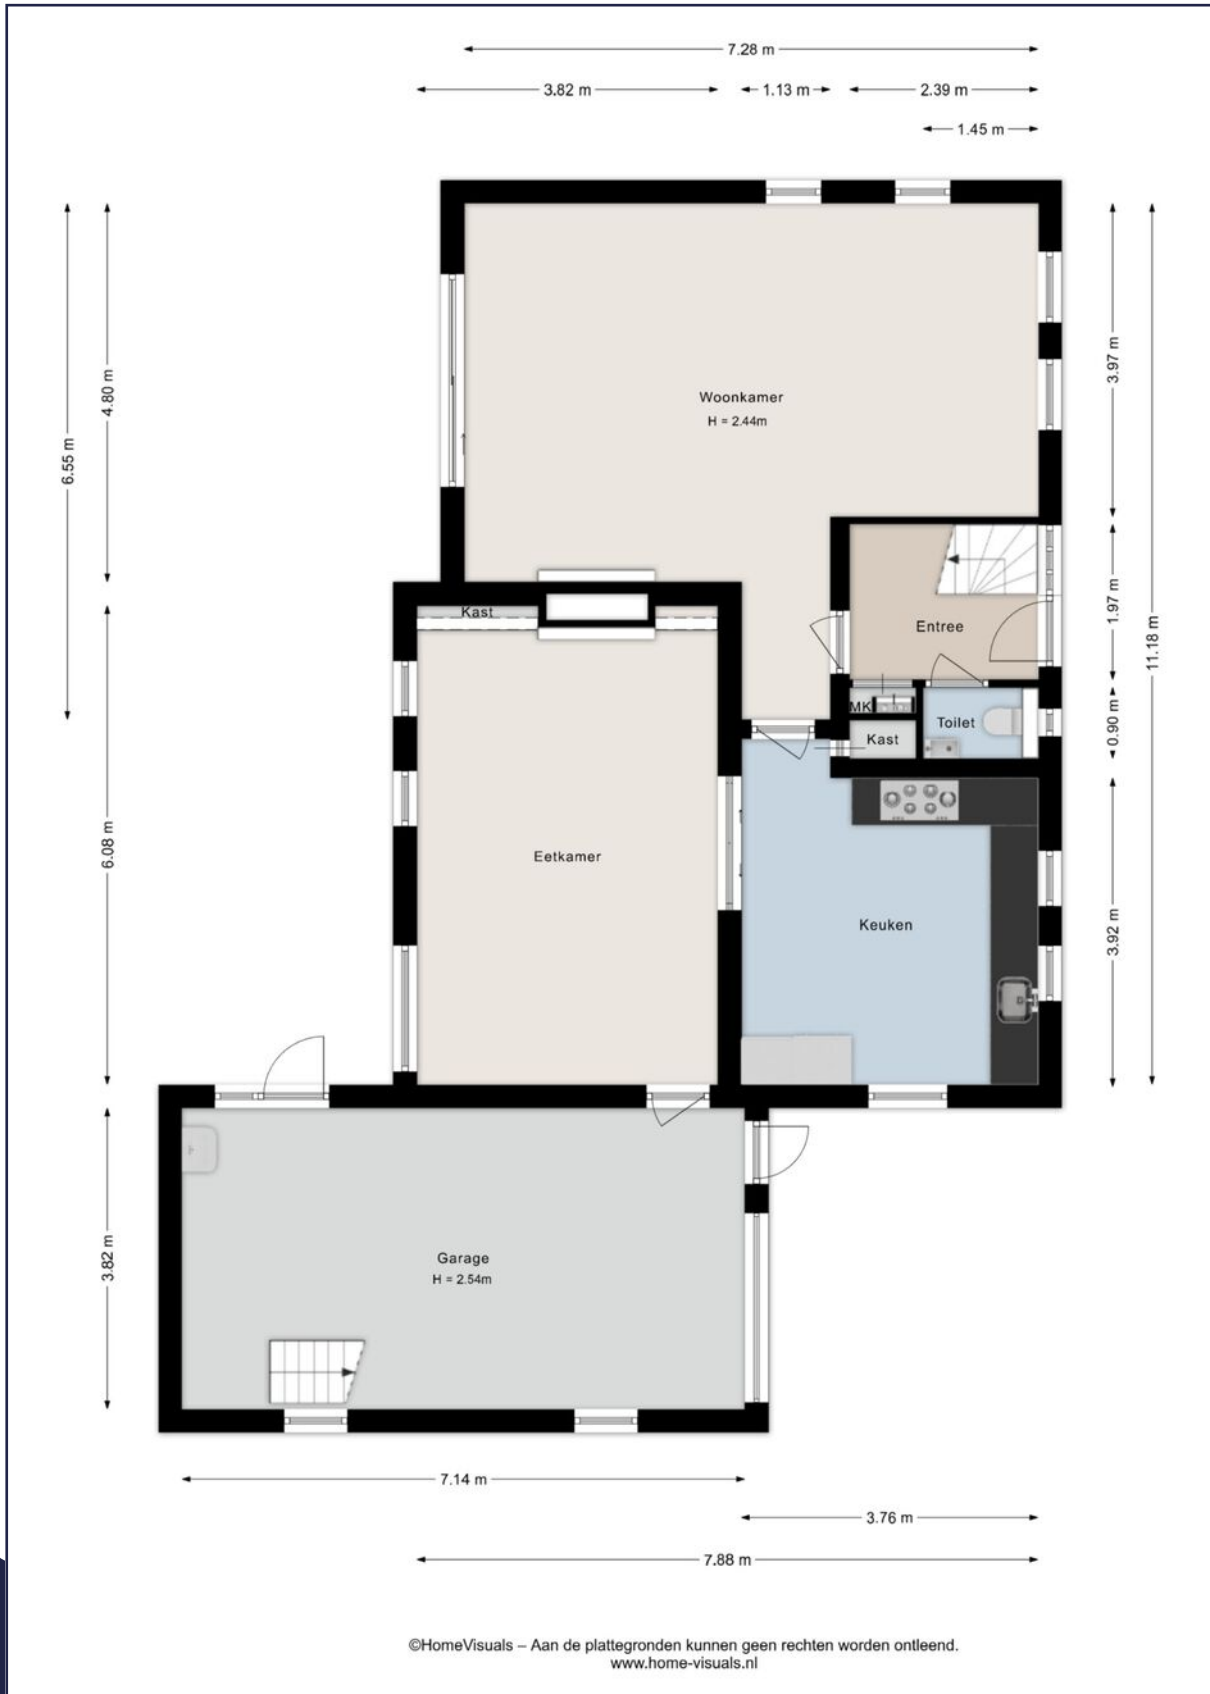 7.28 m
3.82 m
1.13 m
2.39 m
1.45 m
6.55 m
4.80 m
3.97 m
Woonkamer
H = 2.44m
1.97 m
11.18 m
Kast
Entree
MK
Toilet
0.90 m
Kast
6.08 m
Eetkamer
Keuken
3.92 m
3.82 m
Garage
H = 2.54m
7.14 m
3.76 m
7.88 m
©HomeVisuals – Aan de plattegronden kunnen geen rechten worden ontleend.
www.home-visuals.nl